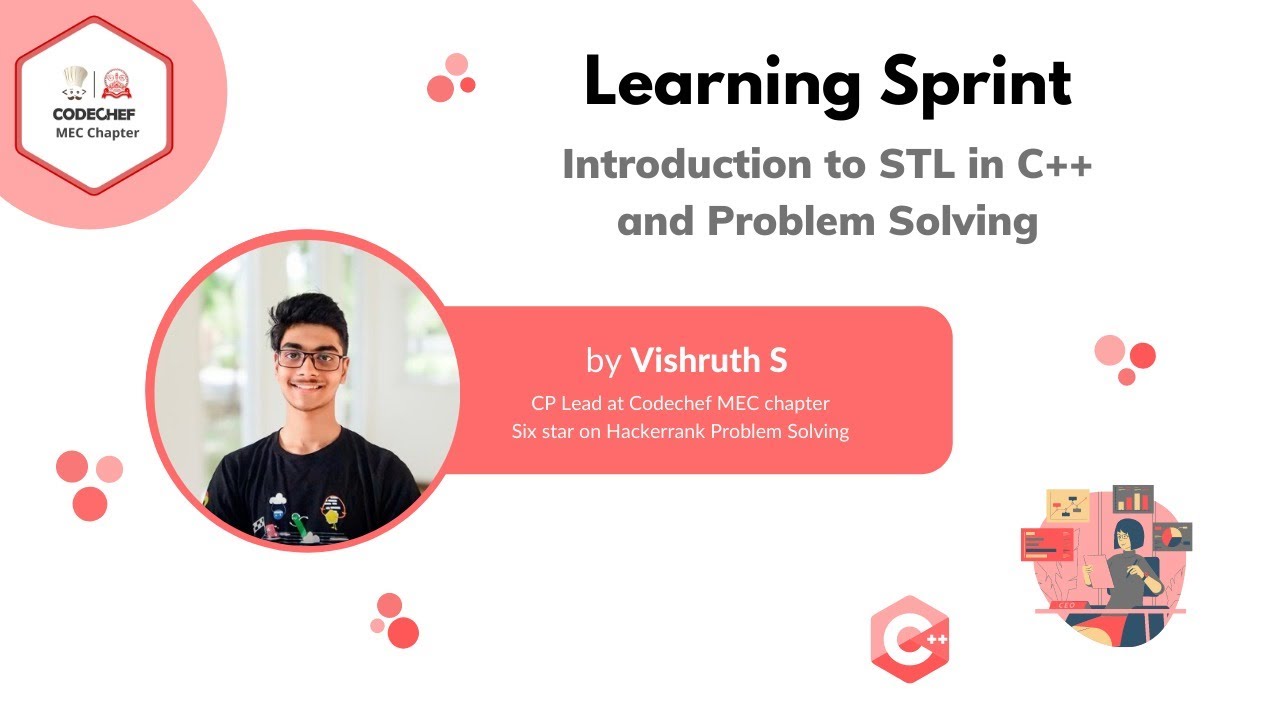 CODECHEF
MEC Chapter
Learning Sprint
Introduction to STL in C++
and Problem Solving
by Vishruth S
CP Lead at Codechef MEC chapter
Six star on Hackerrank Problem Solving
CEO
C++